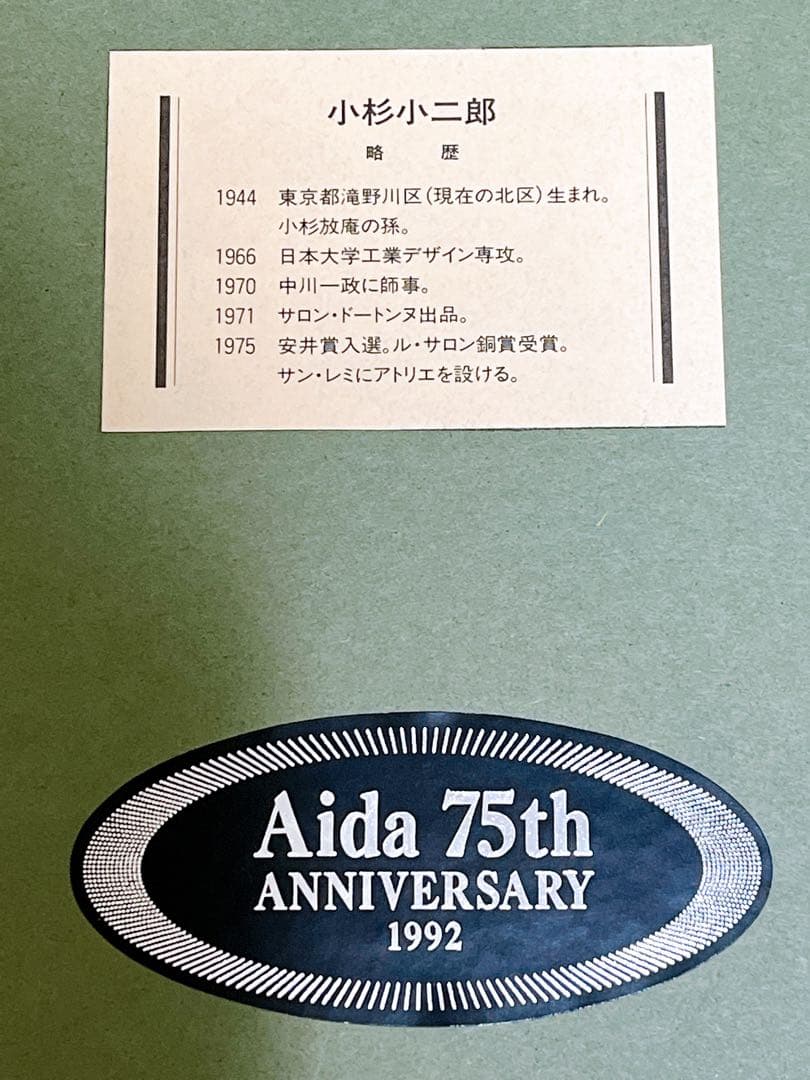 小杉小二郎
略 歴
1944 東京都滝野川区(現在の北区)生まれ。
小杉放庵の孫。
1966 日本大学工業デザイン専攻。
1970 中川一政に師事。
1971 サロン・ドートンヌ出品。
1975 安井賞入選。ル・サロン銅賞受賞。
サン・レミにアトリエを設ける。
Aida 75th
ANNIVERSARY
1992